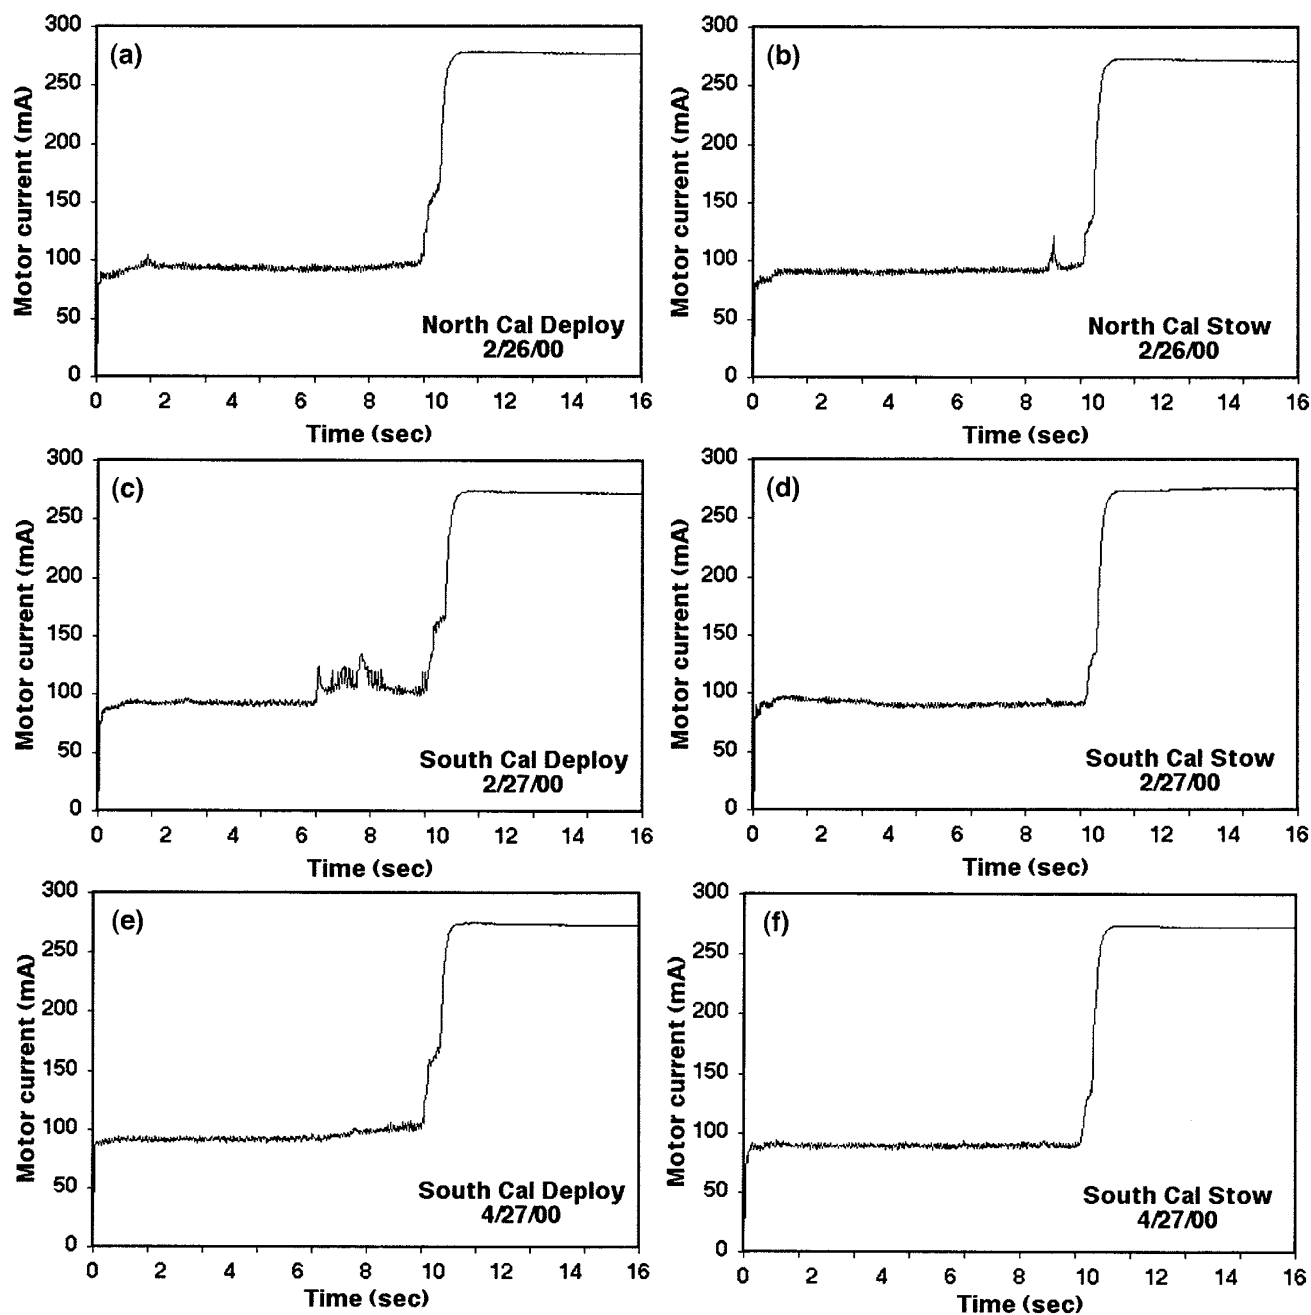 300
250
200
150
100
50
0
Motor current (mA)
(a)
North Cal Deploy
2/26/00
0 2 4 6 8 10 12 14 16
Time (sec)
300
250
200
150
100
50
0
Motor current (mA)
(b)
North Cal Stow
2/26/00
0 2 4 6 8 10 12 14 16
Time (sec)
300
250
200
150
100
50
0
Motor current (mA)
(c)
South Cal Deploy
2/27/00
0 2 4 6 8 10 12 14 16
Time (sec)
300
250
200
150
100
50
0
Motor current (mA)
(d)
South Cal Stow
2/27/00
0 2 4 6 8 10 12 14 16
Time (sec)
300
250
200
150
100
50
0
Motor current (mA)
(e)
South Cal Deploy
4/27/00
0 2 4 6 8 10 12 14 16
Time (sec)
300
250
200
150
100
50
0
Motor current (mA)
(f)
South Cal Stow
4/27/00
0 2 4 6 8 10 12 14 16
Time (sec)